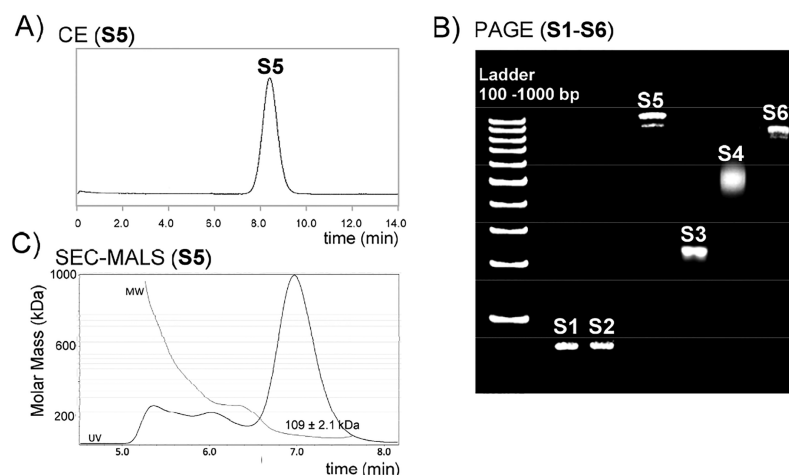 A) CE (S5)
S5
0 2.0 4.0 6.0 8.0 10.0 12.0 14.0
time (min)
B) PAGE (S1-S6)
Ladder
100 -1000 bp
S5
S6
S4
S3
S1 S2
C) SEC-MALS (S5)
Molar Mass (kDa)
1000
600
200
MW
109 ± 2.1 kDa
UV
5.0 6.0 7.0 8.0
time (min)